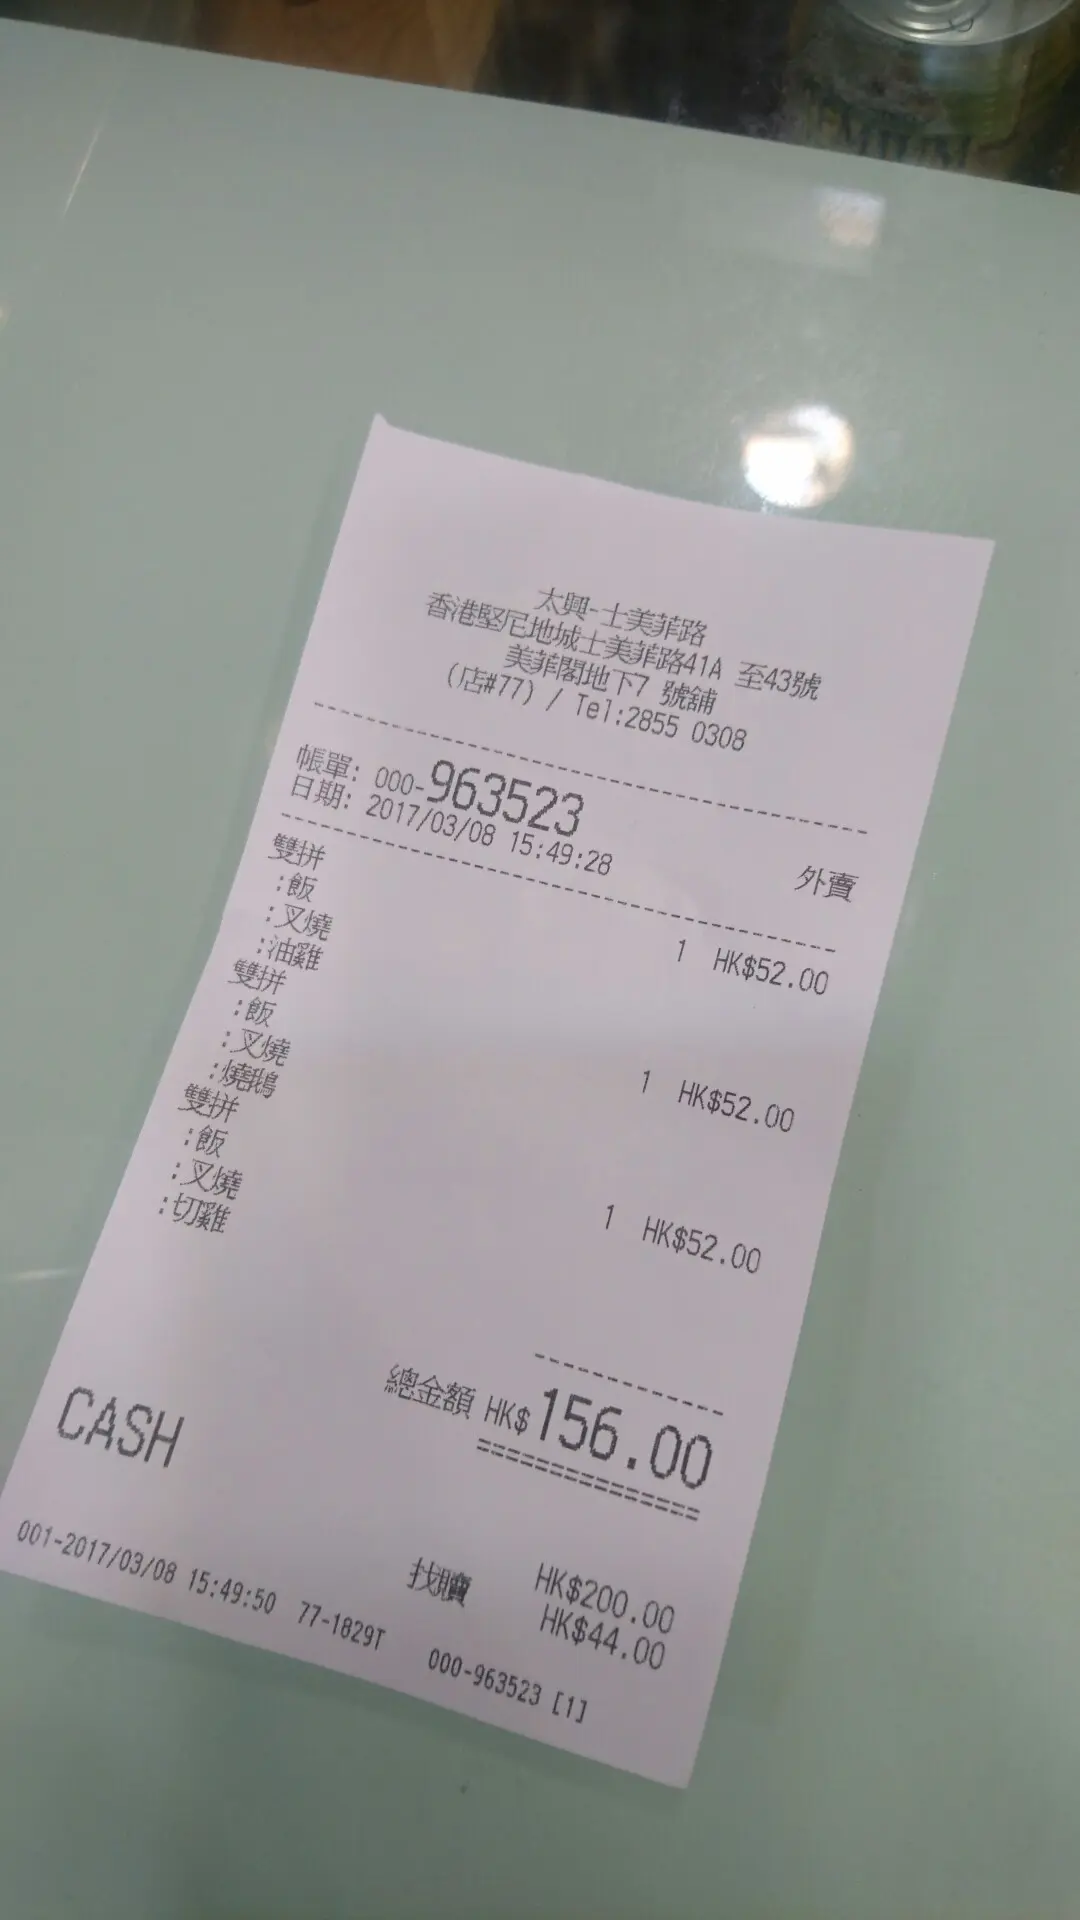 太興-士美菲路
香港堅尼地城士美菲路41A 至43號
美菲閣地下7 號舖
(店#77) / Tel:2855 0308
帳單: 000-963523
日期: 2017/03/08 15:49:28
外賣
雙拼 1 HK$52.00
:飯
:叉燒
:油雞
雙拼 1 HK$52.00
:飯
:叉燒
:燒鵝
雙拼 1 HK$52.00
:飯
:叉燒
:切雞
總金額 HK$156.00
CASH HK$200.00
找贖 HK$44.00
001-2017/03/08 15:49:50 77-1829T 000-963523 [1]